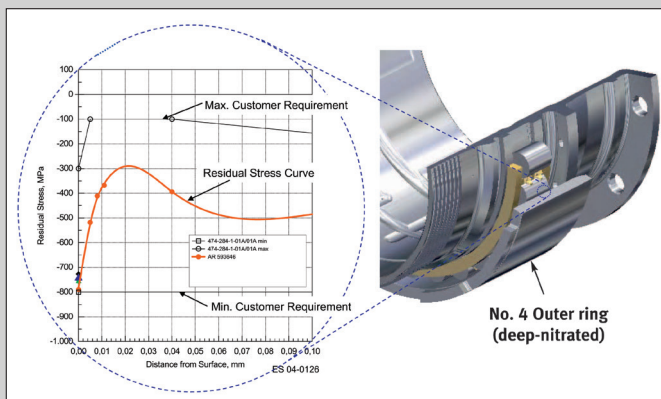 100
0
-100
-200
-300
-400
-500
-600
-700
-800
-900
-1.000
Residual Stress, MPa
0,00 0,01 0,02 0,03 0,04 0,05 0,06 0,07 0,08 0,09 0,10
Distance from Surface, mm
ES 04-0126
Max. Customer Requirement
Residual Stress Curve
474-284-1-01A/01A min
474-284-1-01A/01A max
AR 593646
Min. Customer Requirement
No. 4 Outer ring
(deep-nitrated)